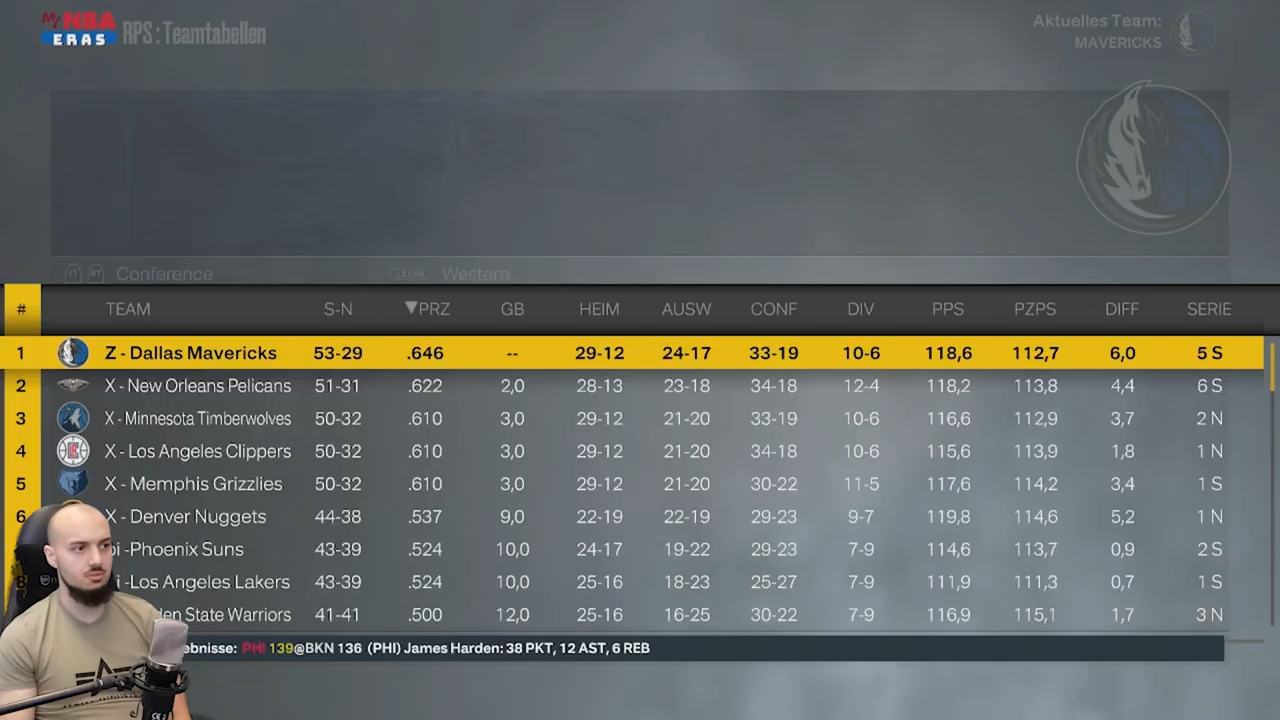 My NBA
ERAS
RPS : Teamtabellen
Aktuelles Team:
MAVERICKS
LT RT Conference LB RB Western
# TEAM S-N ▼PRZ GB HEIM AUSW CONF DIV PPS PZPS DIFF SERIE
1 Z - Dallas Mavericks 53-29 .646 -- 29-12 24-17 33-19 10-6 118,6 112,7 6,0 5 S
2 X - New Orleans Pelicans 51-31 .622 2,0 28-13 23-18 34-18 12-4 118,2 113,8 4,4 6 S
3 X - Minnesota Timberwolves 50-32 .610 3,0 29-12 21-20 33-19 10-6 116,6 112,9 3,7 2 N
4 X - Los Angeles Clippers 50-32 .610 3,0 29-12 21-20 34-18 10-6 115,6 113,9 1,8 1 N
5 X - Memphis Grizzlies 50-32 .610 3,0 29-12 21-20 30-22 11-5 117,6 114,2 3,4 1 S
6 X - Denver Nuggets 44-38 .537 9,0 22-19 22-19 29-23 9-7 119,8 114,6 5,2 1 N
pi -Phoenix Suns 43-39 .524 10,0 24-17 19-22 29-23 7-9 114,6 113,7 0,9 2 S
8 i -Los Angeles Lakers 43-39 .524 10,0 25-16 18-23 25-27 7-9 111,9 111,3 0,7 1 S
den State Warriors 41-41 .500 12,0 25-16 16-25 30-22 7-9 116,9 115,1 1,7 3 N
ebnisse: PHI 139@BKN 136 (PHI) James Harden: 38 PKT, 12 AST, 6 REB